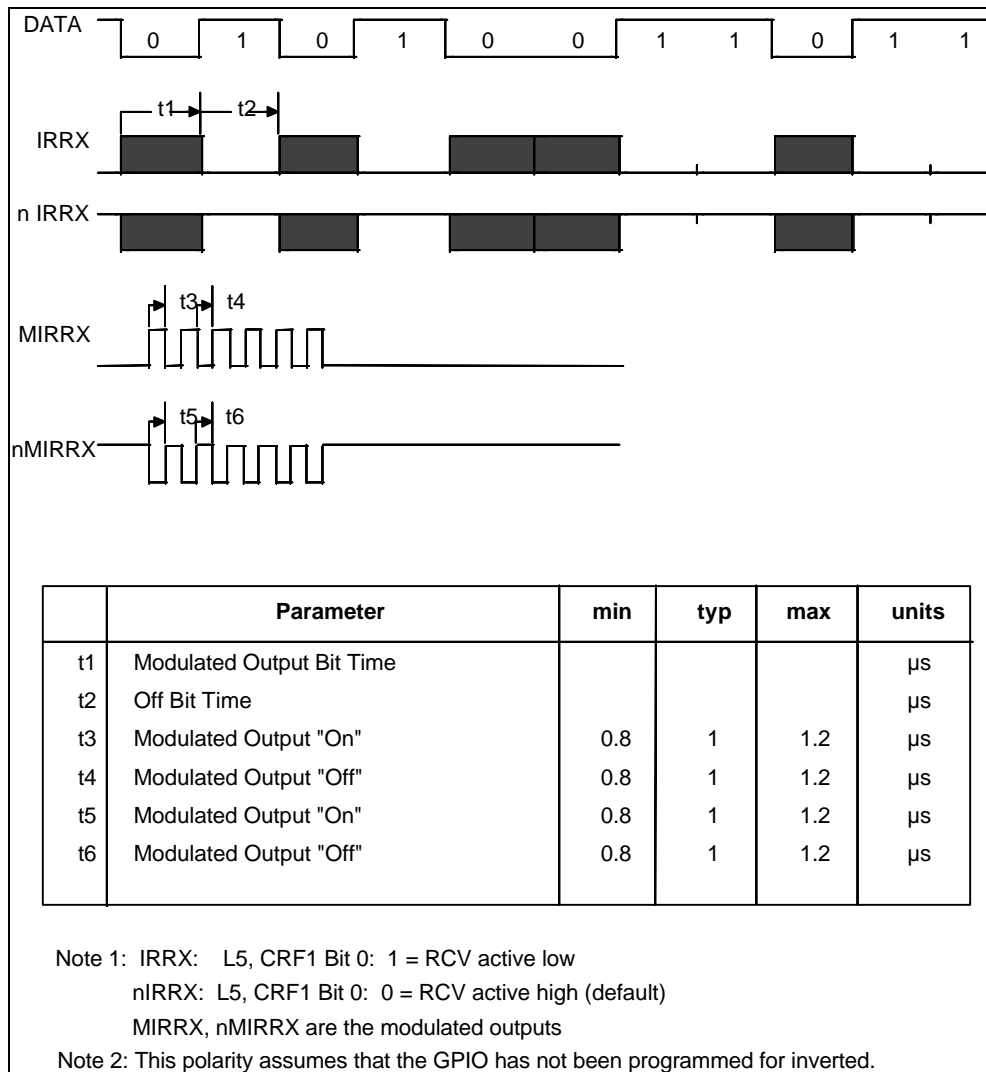 DATA 0 1 0 1 0 0 1 1 0 1 1
t1 t2
IRRX
n IRRX
t3 t4
MIRRX
t5 t6
nMIRRX
Parameter min typ max units
t1 Modulated Output Bit Time µs
t2 Off Bit Time µs
t3 Modulated Output "On" 0.8 1 1.2 µs
t4 Modulated Output "Off" 0.8 1 1.2 µs
t5 Modulated Output "On" 0.8 1 1.2 µs
t6 Modulated Output "Off" 0.8 1 1.2 µs
Note 1: IRRX: L5, CRF1 Bit 0: 1 = RCV active low
nIRRX: L5, CRF1 Bit 0: 0 = RCV active high (default)
MIRRX, nMIRRX are the modulated outputs
Note 2: This polarity assumes that the GPIO has not been programmed for inverted.